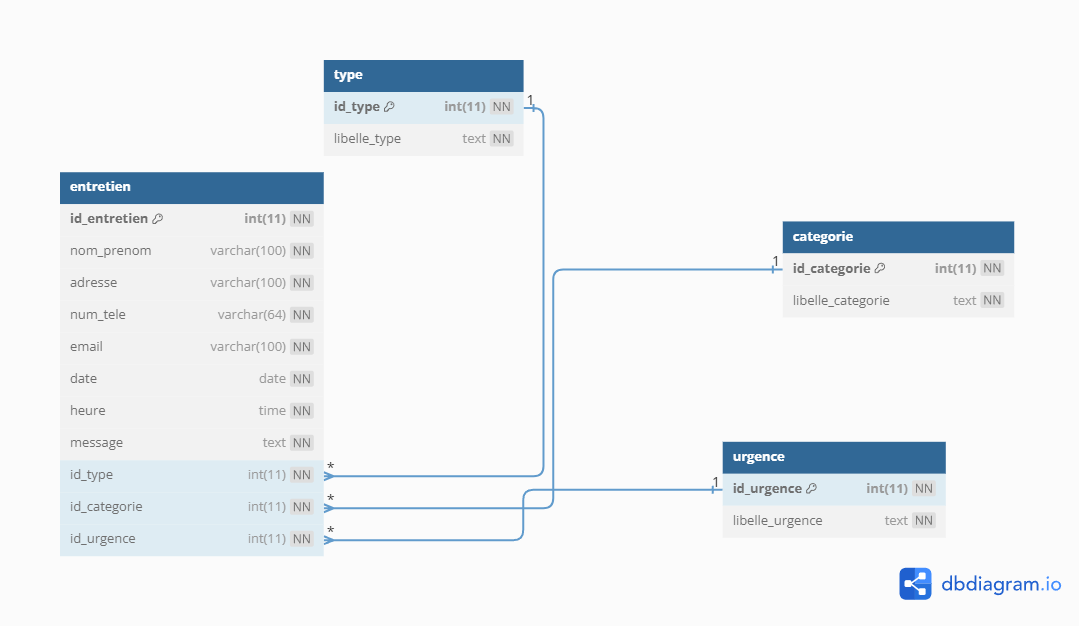 type
id_type int(11) NN
libelle_type text NN
entretien
id_entretien int(11) NN
nom_prenom varchar(100) NN
adresse varchar(100) NN
num_tele varchar(64) NN
email varchar(100) NN
date date NN
heure time NN
message text NN
id_type int(11) NN
id_categorie int(11) NN
id_urgence int(11) NN
1
*
*
*
categorie
id_categorie int(11) NN
libelle_categorie text NN
1
urgence
id_urgence int(11) NN
libelle_urgence text NN
1
dbdiagram.io